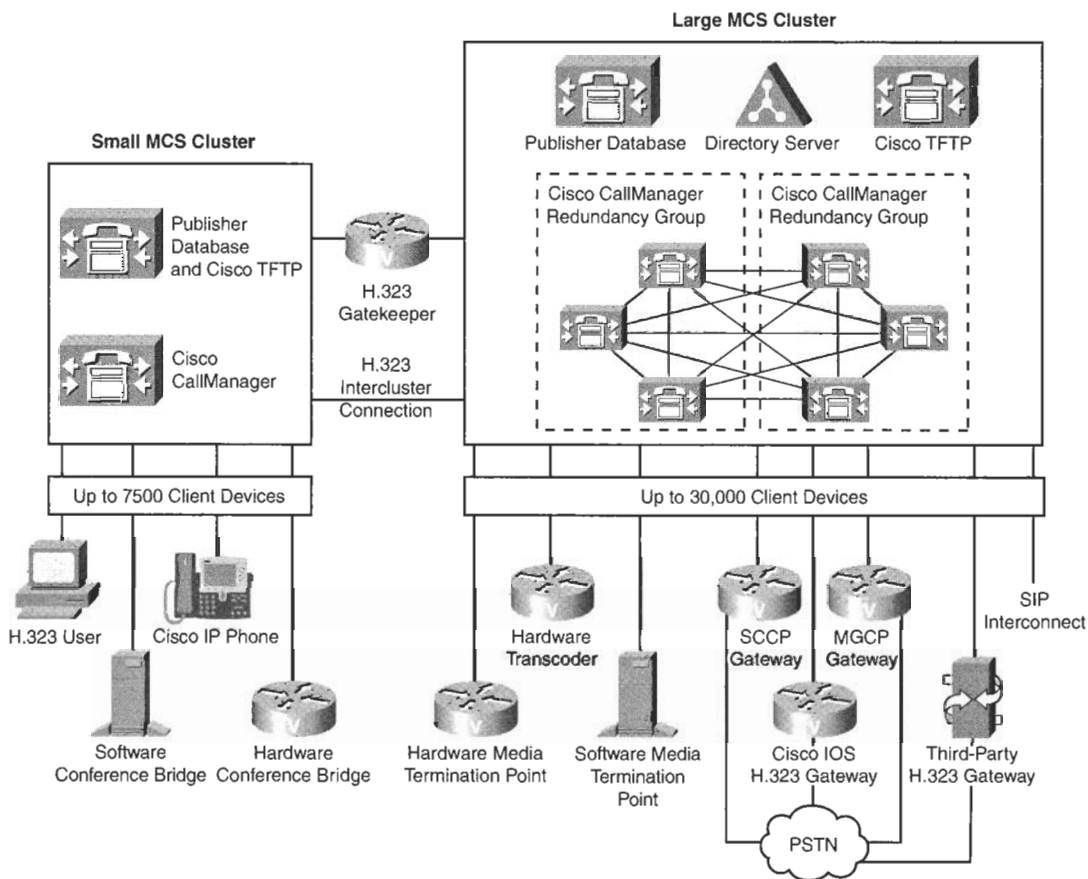 Large MCS Cluster
Publisher Database
Directory Server
Cisco TFTP
Small MCS Cluster
Cisco CallManager
Redundancy Group
Cisco CallManager
Redundancy Group
Publisher
Database
and Cisco TFTP
V
H.323
Gatekeeper
Cisco
CallManager
H.323
Intercluster
Connection
Up to 7500 Client Devices
Up to 30,000 Client Devices
H.323 User
Cisco IP Phone
V
Hardware
Transcoder
V
SCCP
Gateway
V
MGCP
Gateway
SIP
Interconnect
Software
Conference Bridge
V
Hardware
Conference Bridge
V
Hardware Media
Termination Point
Software Media
Termination
Point
V
Cisco IOS
H.323 Gateway
Third-Party
H.323 Gateway
PSTN